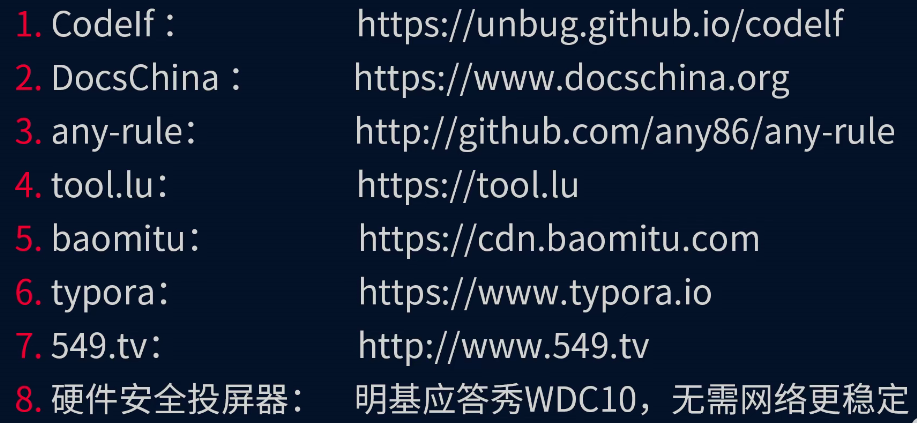 1. CodeIf： https://unbug.github.io/codelf
2. DocsChina： https://www.docschina.org
3. any-rule： http://github.com/any86/any-rule
4. tool.lu： https://tool.lu
5. baomitu： https://cdn.baomitu.com
6. typora： https://www.typora.io
7. 549.tv： http://www.549.tv
8. 硬件安全投屏器： 明基应答秀WDC10，无需网络更稳定